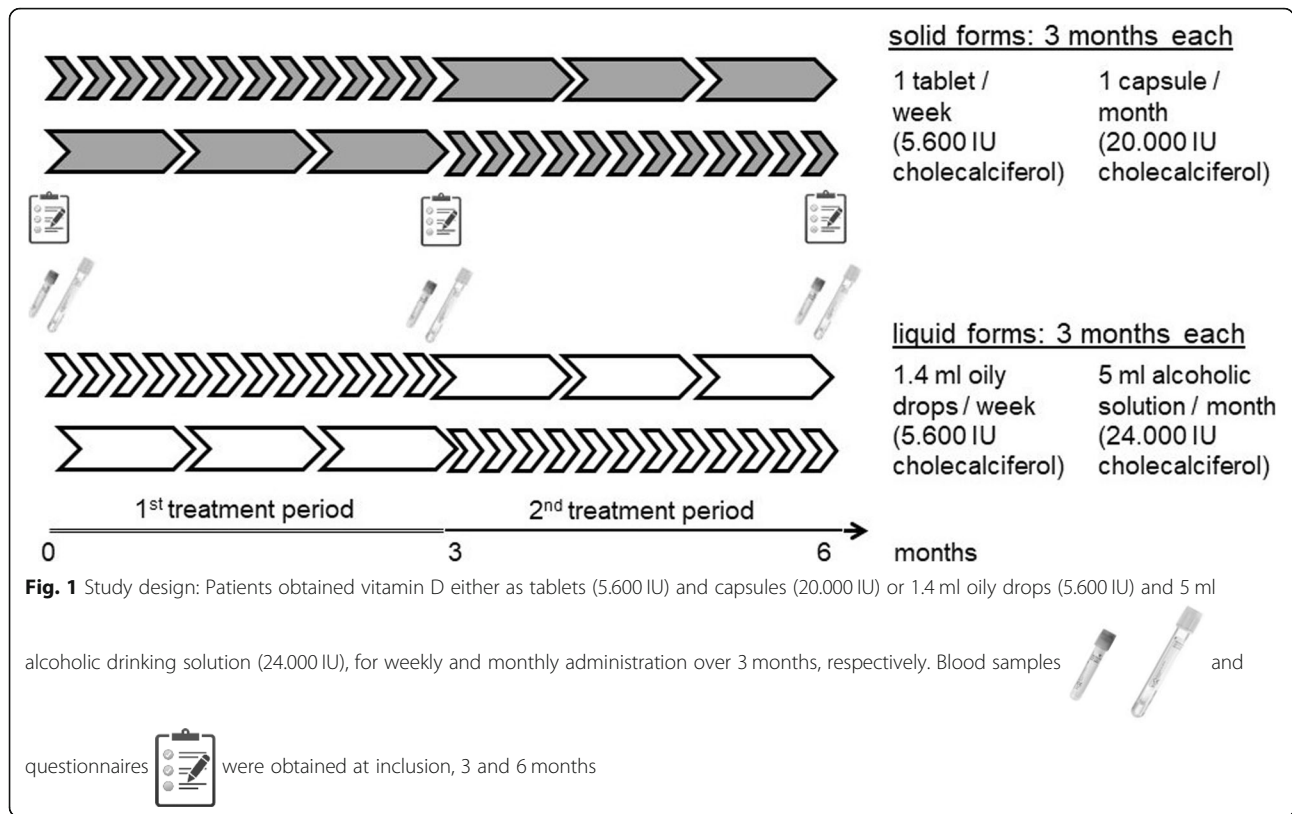 solid forms: 3 months each
1 tablet /
week
(5.600 IU
cholecalciferol)
1 capsule /
month
(20.000 IU
cholecalciferol)
liquid forms: 3 months each
1.4 ml oily
drops / week
(5.600 IU
cholecalciferol)
5 ml alcoholic
solution / month
(24.000 IU
cholecalciferol)
1st treatment period
2nd treatment period
0 3 6 months
Fig. 1 Study design: Patients obtained vitamin D either as tablets (5.600 IU) and capsules (20.000 IU) or 1.4 ml oily drops (5.600 IU) and 5 ml
alcoholic drinking solution (24.000 IU), for weekly and monthly administration over 3 months, respectively. Blood samples and
questionnaires were obtained at inclusion, 3 and 6 months